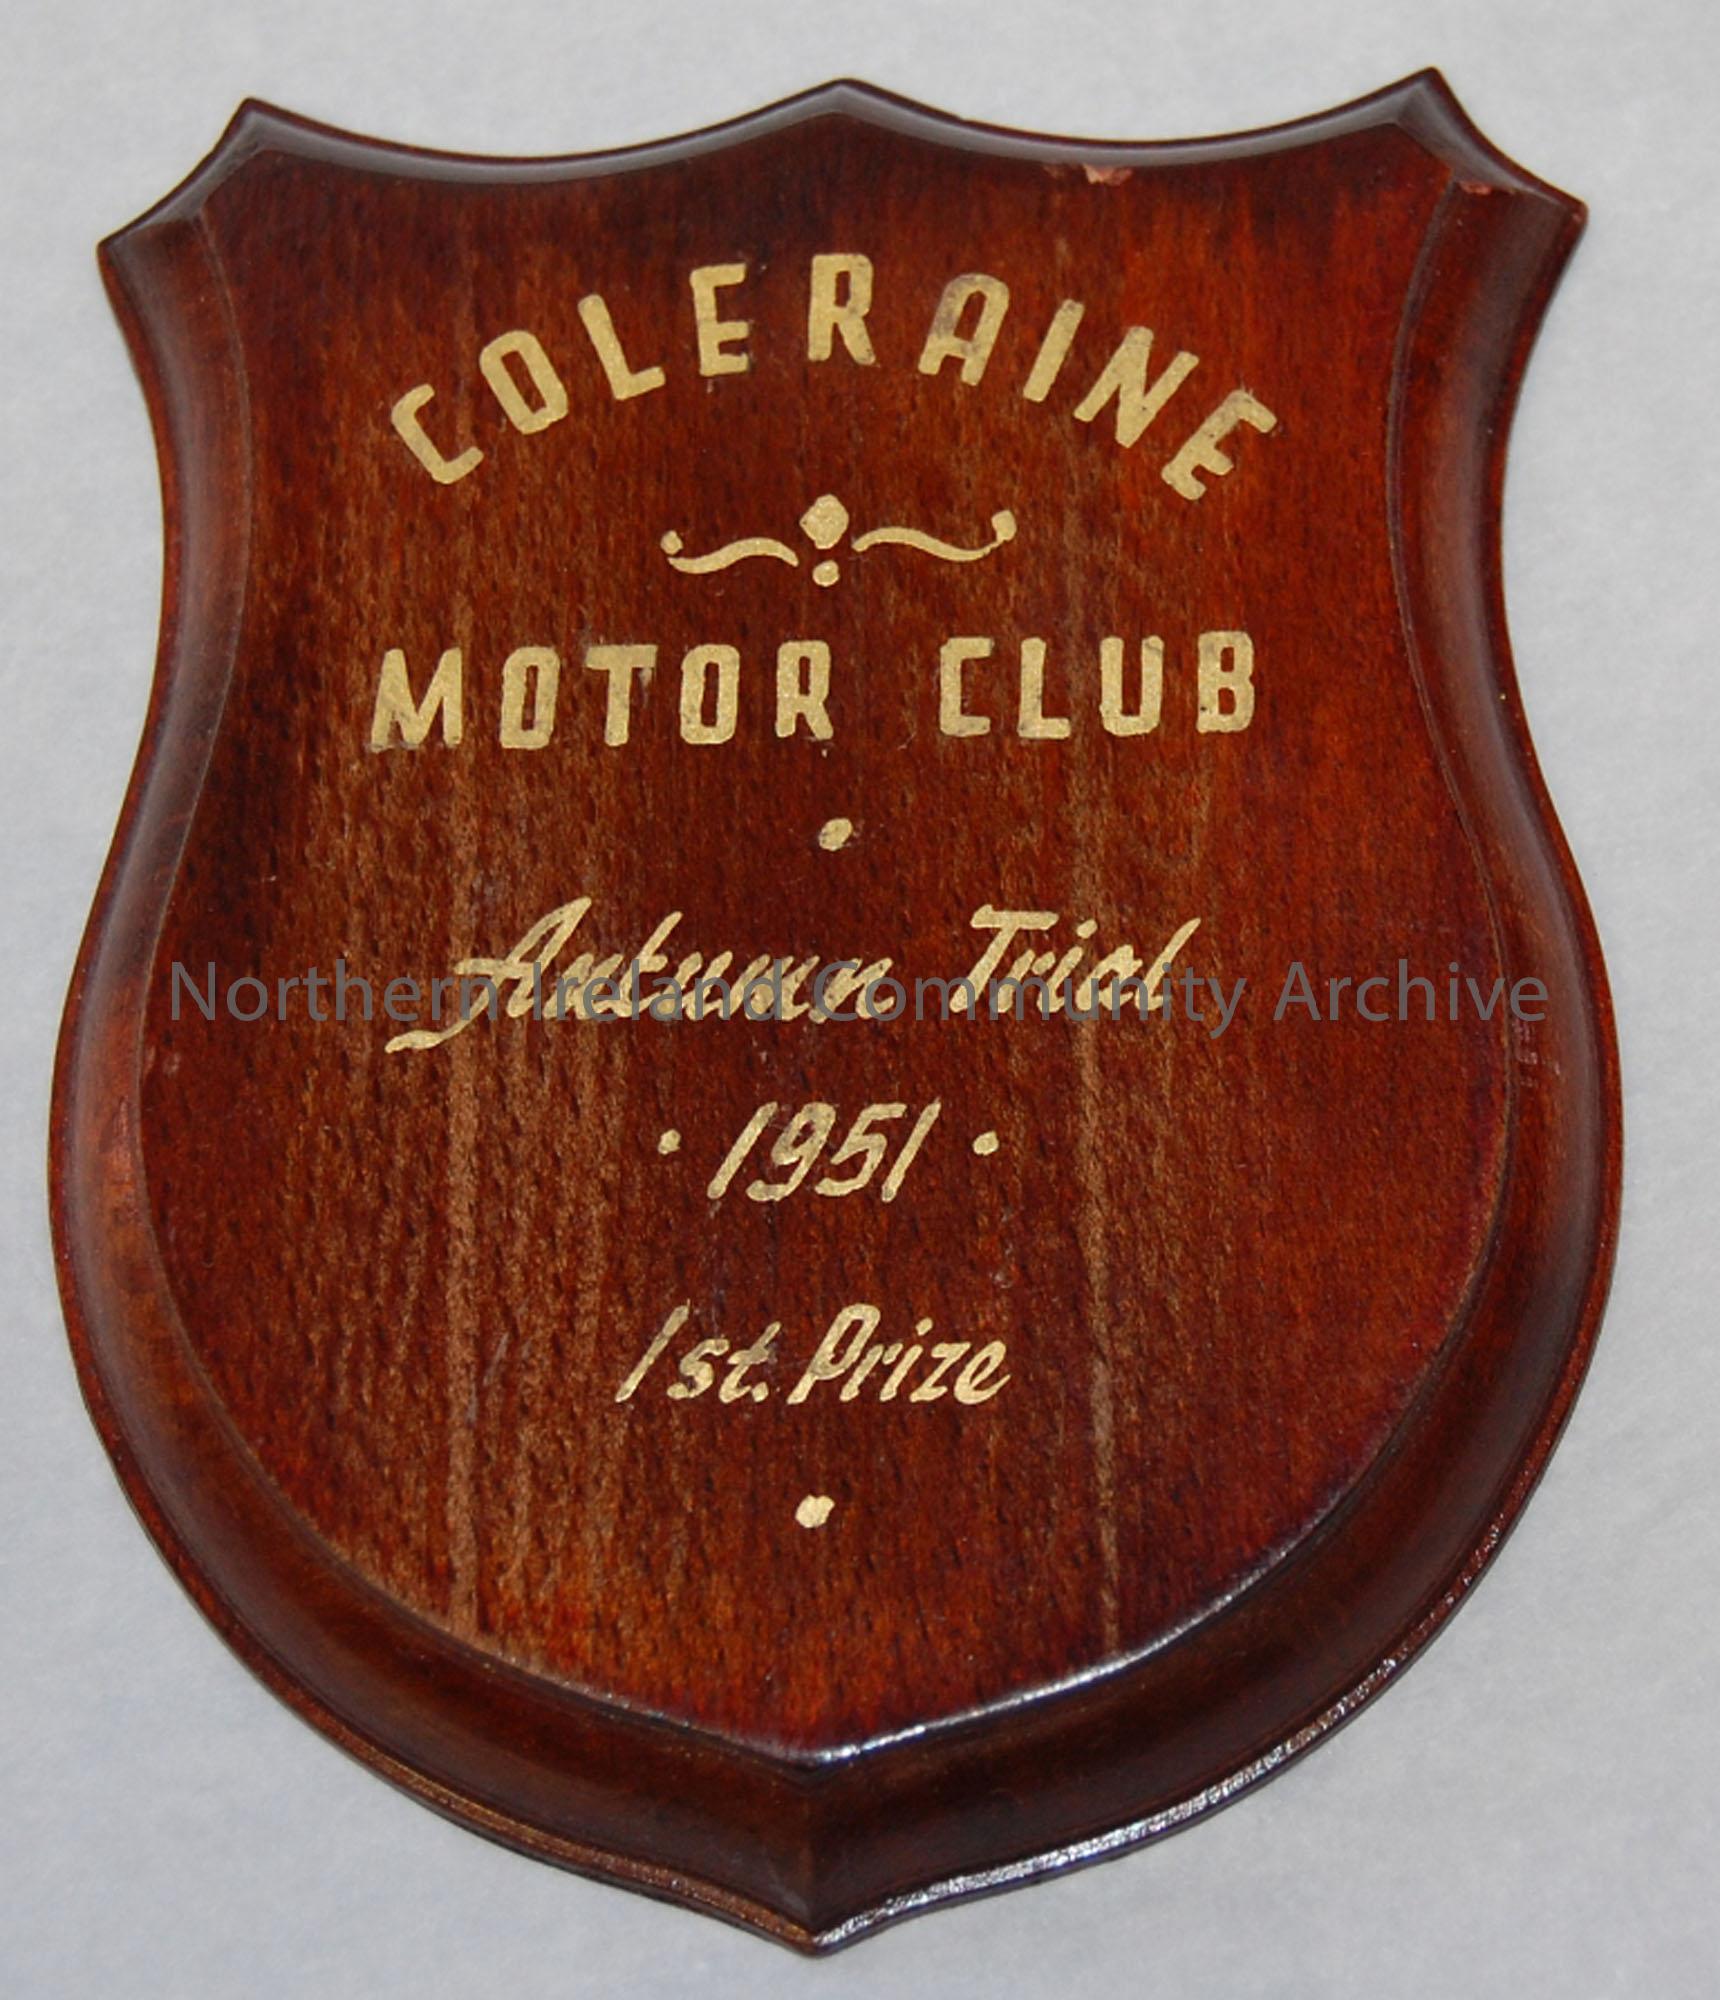 COLERAINE
MOTOR CLUB
Autumn Trial
Northern Ireland Community Archive
· 1951 ·
1st. Prize